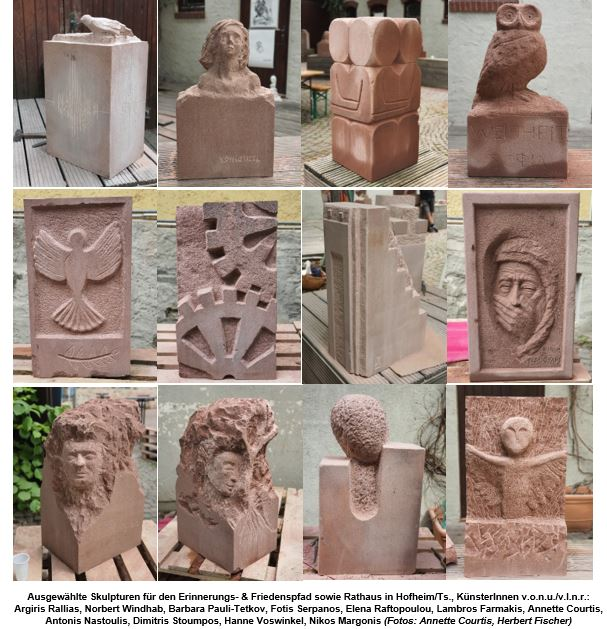 Ausgewählte Skulpturen für den Erinnerungs- & Friedenspfad sowie Rathaus in Hofheim/Ts., KünsterInnen v.o.n.u./v.l.n.r.:
Argiris Rallias, Norbert Windhab, Barbara Pauli-Tetkov, Fotis Serpanos, Elena Raftopoulou, Lambros Farmakis, Annette Courtis,
Antonis Nastoulis, Dimitris Stoumpos, Hanne Voswinkel, Nikos Margonis (Fotos: Annette Courtis, Herbert Fischer)